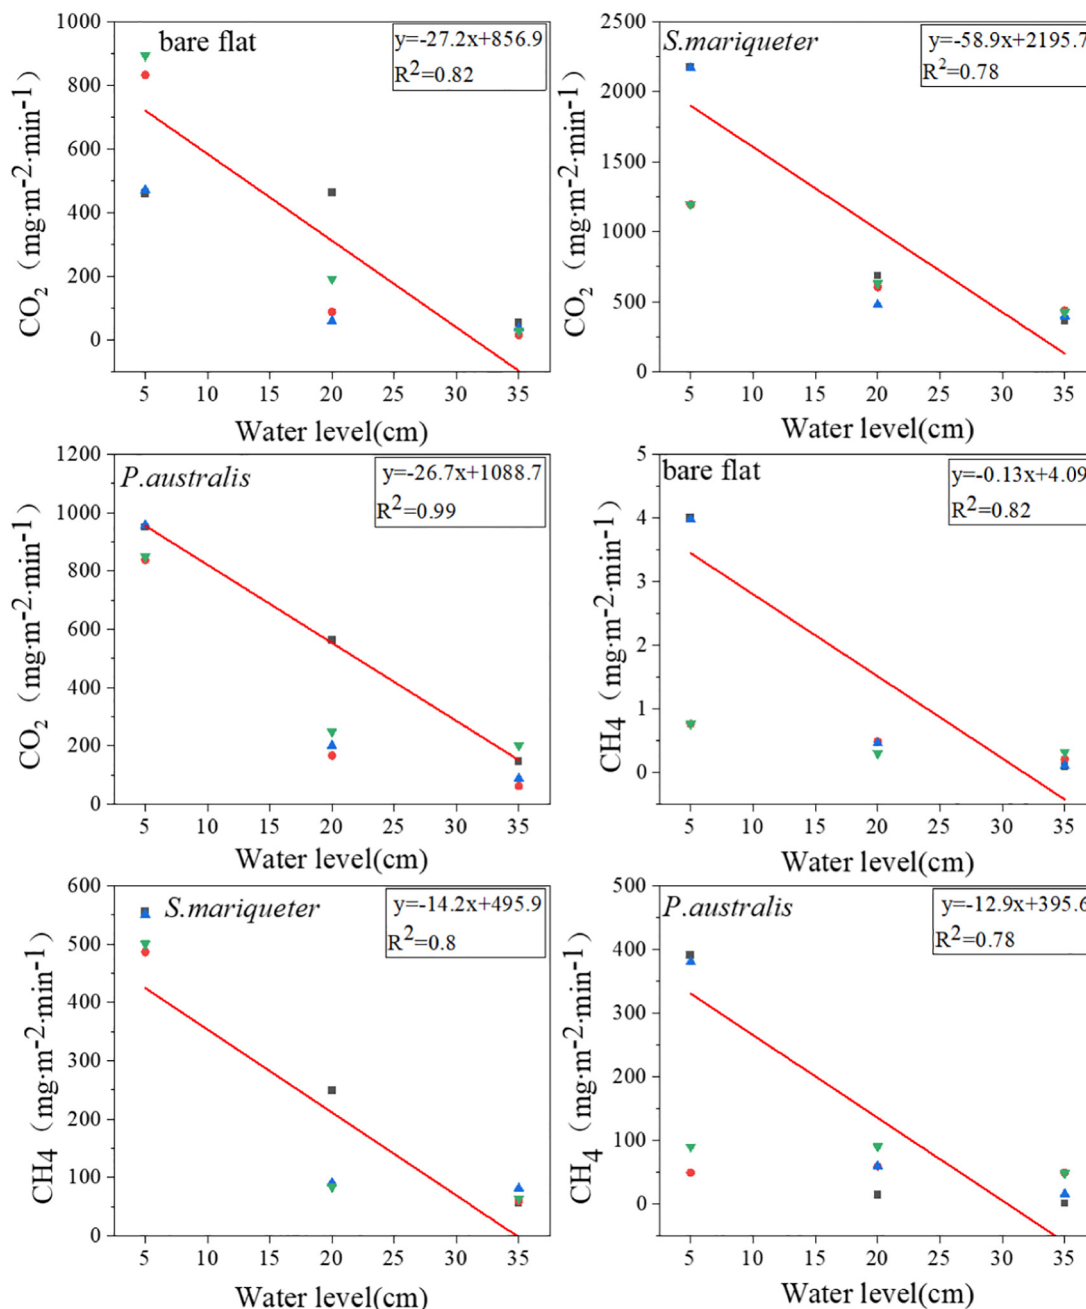 bare flat
y=-27.2x+856.9
R²=0.82
CO₂ (mg·m⁻²·min⁻¹)
1000
800
600
400
200
0
5 10 15 20 25 30 35
Water level(cm)
S.mariqueter
y=-58.9x+2195.7
R²=0.78
CO₂ (mg·m⁻²·min⁻¹)
2500
2000
1500
1000
500
0
5 10 15 20 25 30 35
Water level(cm)
P.australis
y=-26.7x+1088.7
R²=0.99
CO₂ (mg·m⁻²·min⁻¹)
1200
1000
800
600
400
200
0
5 10 15 20 25 30 35
Water level(cm)
bare flat
y=-0.13x+4.09
R²=0.82
CH4 (mg·m⁻²·min⁻¹)
5
4
3
2
1
0
5 10 15 20 25 30 35
Water level(cm)
S.mariqueter
y=-14.2x+495.9
R²=0.8
CH4 (mg·m⁻²·min⁻¹)
600
500
400
300
200
100
0
5 10 15 20 25 30 35
Water level(cm)
P.australis
y=-12.9x+395.6
R²=0.78
CH₄ (mg·m⁻²·min⁻¹)
500
400
300
200
100
0
5 10 15 20 25 30 35
Water level(cm)